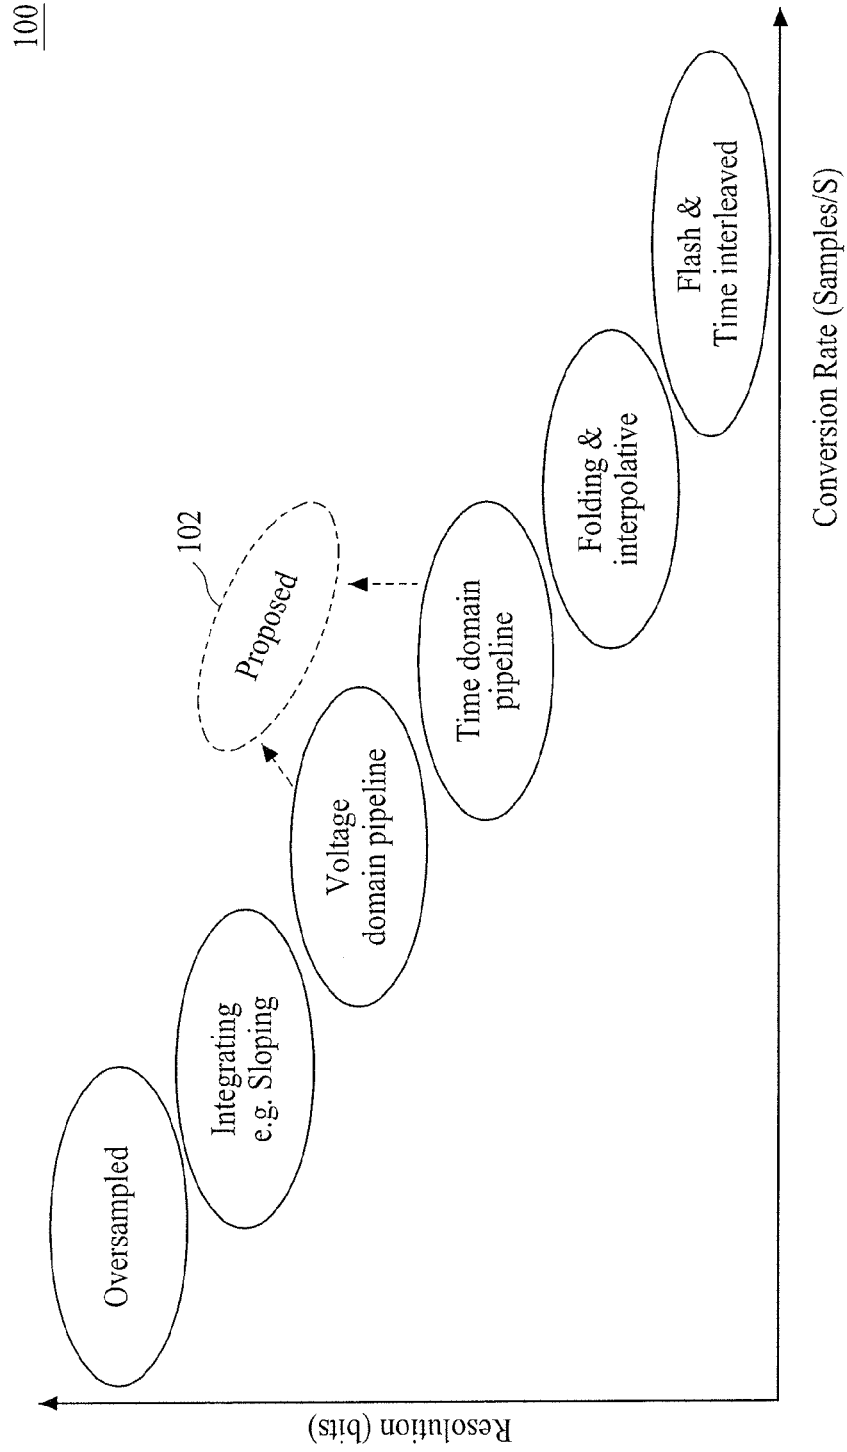 100
Oversampled
Integrating
e.g. Sloping
Voltage
domain pipeline
Proposed
102
Time domain
pipeline
Folding &
interpolative
Flash &
Time interleaved
Resolution (bits)
Conversion Rate (Samples/S)